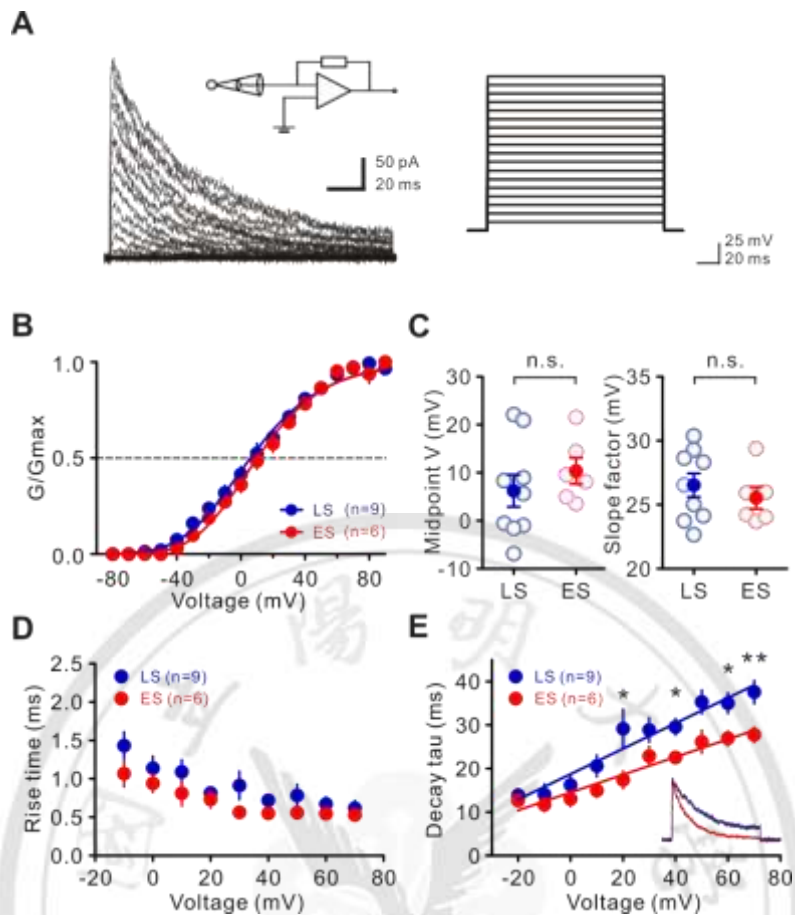 A
50 pA
20 ms
25 mV
20 ms
B
1.0
0.5
0.0
G/Gmax
LS (n=9)
ES (n=6)
-80 -40 0 40 80
Voltage (mV)
C
n.s.
30
20
10
0
-10
Midpoint V (mV)
LS ES
n.s.
35
30
25
20
Slope factor (mV)
LS ES
陽 明
D
2.5
2.0
1.5
1.0
0.5
0.0
Rise time (ms)
LS (n=9)
ES (n=6)
-20 0 20 40 60 80
Voltage (mV)
E
40
30
20
10
0
Decay tau (ms)
LS (n=9)
ES (n=6)
* * * **
-20 0 20 40 60 80
Voltage (mV)